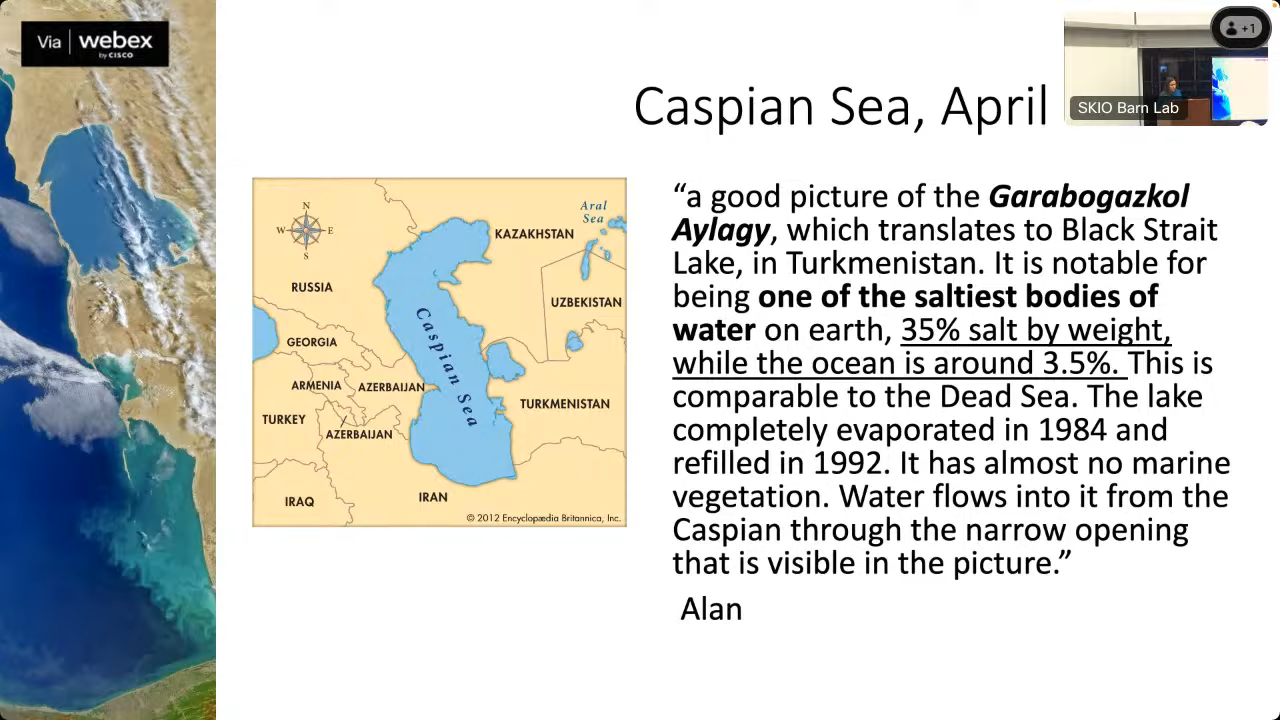 Via webex
by CISCO
+1
SKIO Barn Lab
Caspian Sea, April
N
W E
S
Aral
Sea
KAZAKHSTAN
RUSSIA
UZBEKISTAN
GEORGIA
Caspian Sea
ARMENIA
AZERBAIJAN
TURKMENISTAN
TURKEY
AZERBAIJAN
IRAN
IRAQ
© 2012 Encyclopædia Britannica, Inc.
“a good picture of the Garabogazkol
Aylagy, which translates to Black Strait
Lake, in Turkmenistan. It is notable for
being one of the saltiest bodies of
water on earth, 35% salt by weight,
while the ocean is around 3.5%. This is
comparable to the Dead Sea. The lake
completely evaporated in 1984 and
refilled in 1992. It has almost no marine
vegetation. Water flows into it from the
Caspian through the narrow opening
that is visible in the picture.”
Alan